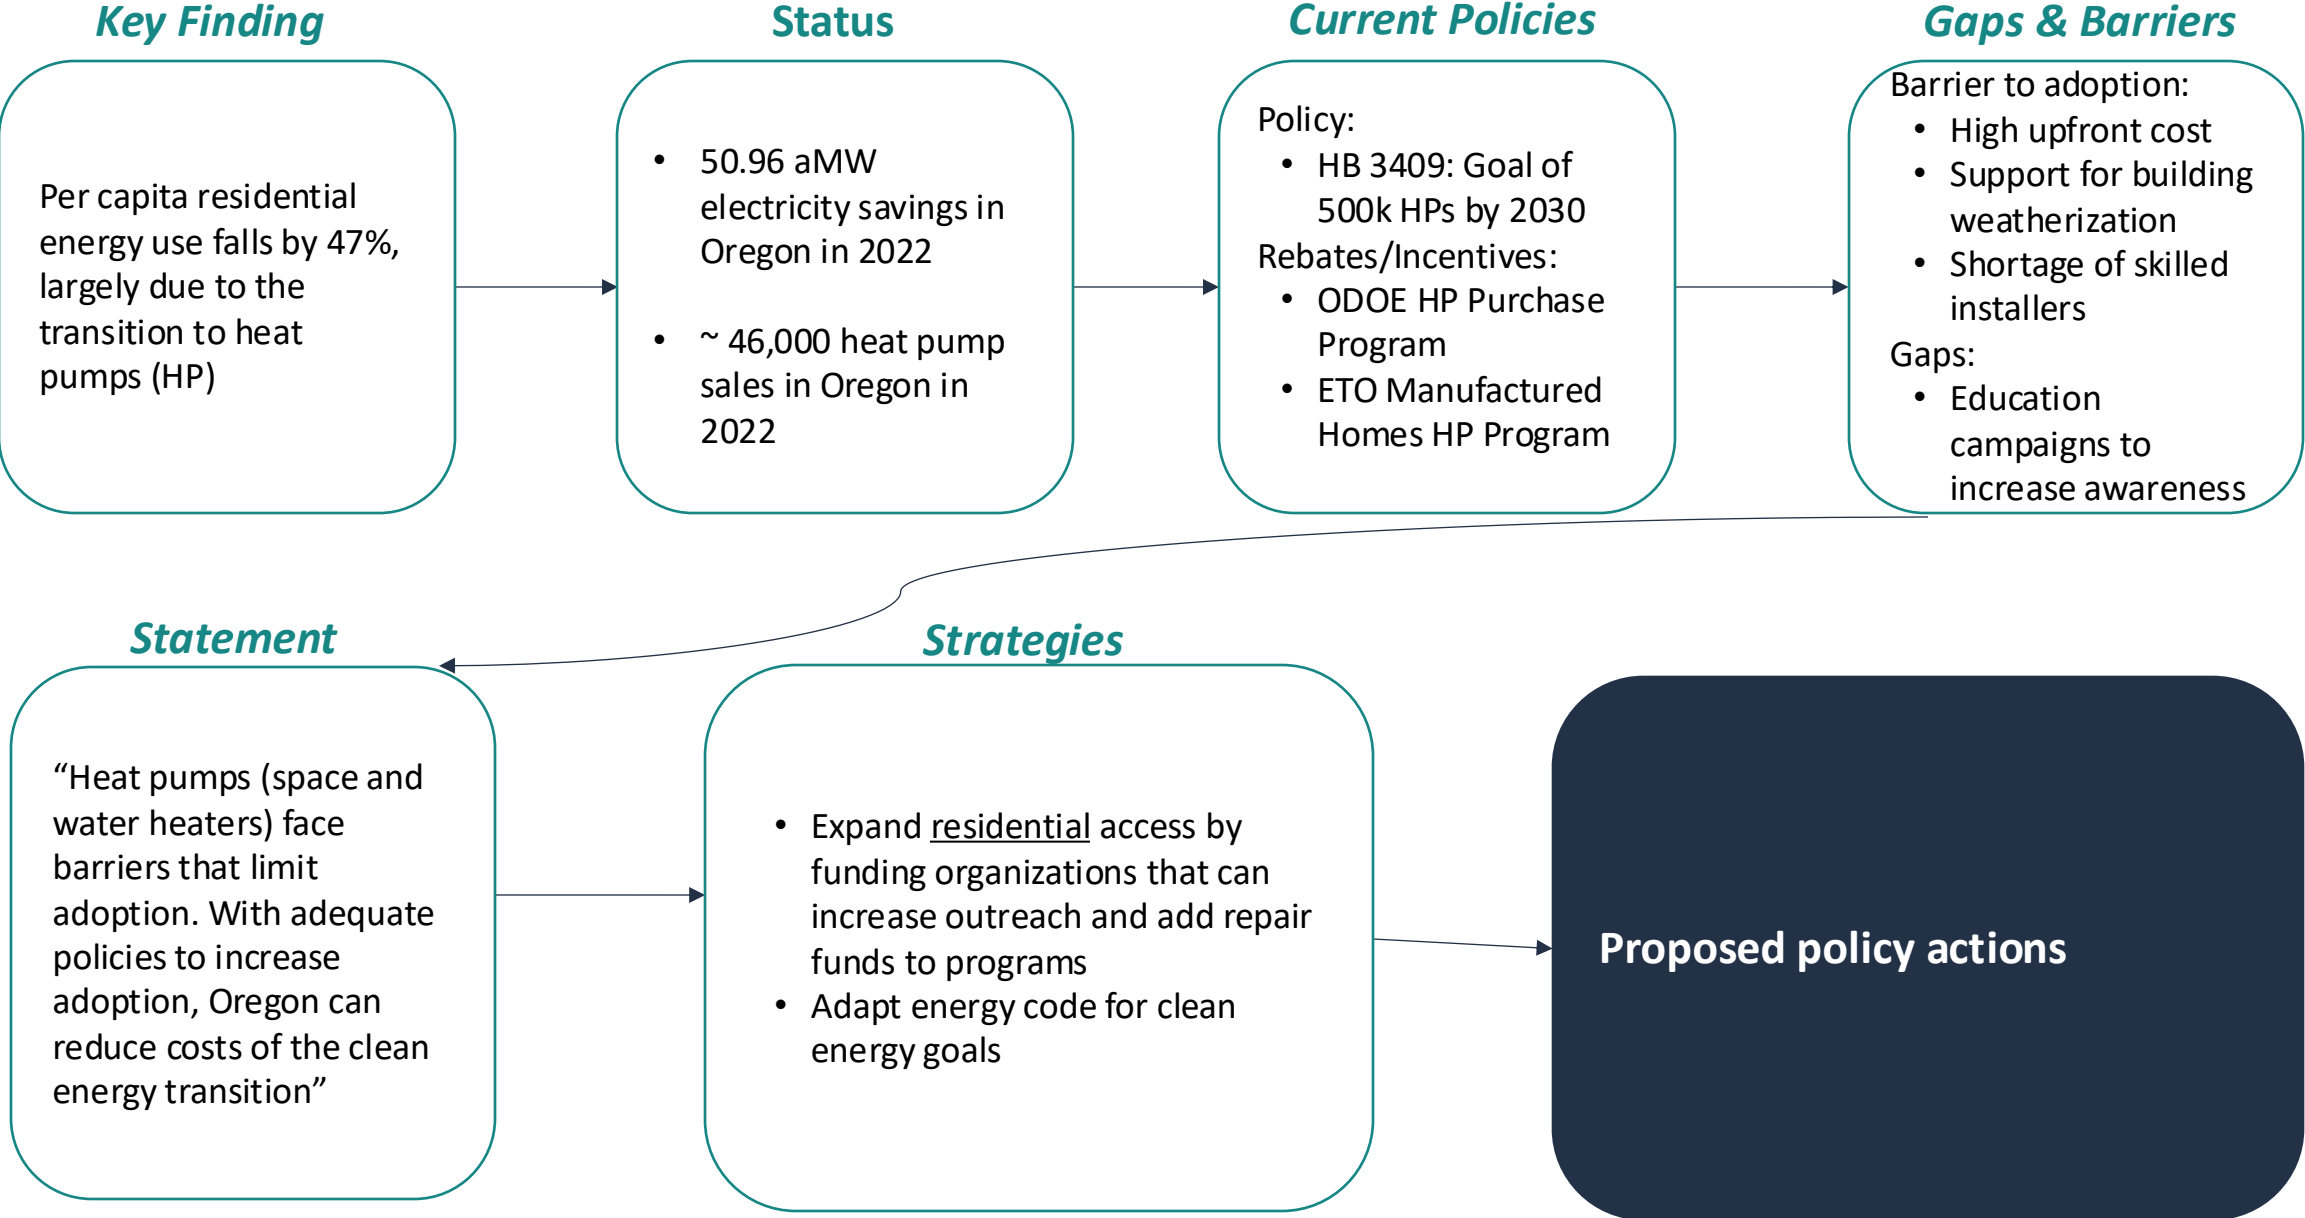 Key Finding
Per capita residential
energy use falls by 47%,
largely due to the
transition to heat
pumps (HP)
Status
• 50.96 aMW
electricity savings in
Oregon in 2022
• ~ 46,000 heat pump
sales in Oregon in
2022
Current Policies
Policy:
• HB 3409: Goal of
500k HPs by 2030
Rebates/Incentives:
• ODOE HP Purchase
Program
• ETO Manufactured
Homes HP Program
Gaps & Barriers
Barrier to adoption:
• High upfront cost
• Support for building
weatherization
• Shortage of skilled
installers
Gaps:
• Education
campaigns to
increase awareness
Statement
“Heat pumps (space and
water heaters) face
barriers that limit
adoption. With adequate
policies to increase
adoption, Oregon can
reduce costs of the clean
energy transition”
Strategies
• Expand residential access by
funding organizations that can
increase outreach and add repair
funds to programs
• Adapt energy code for clean
energy goals
Proposed policy actions